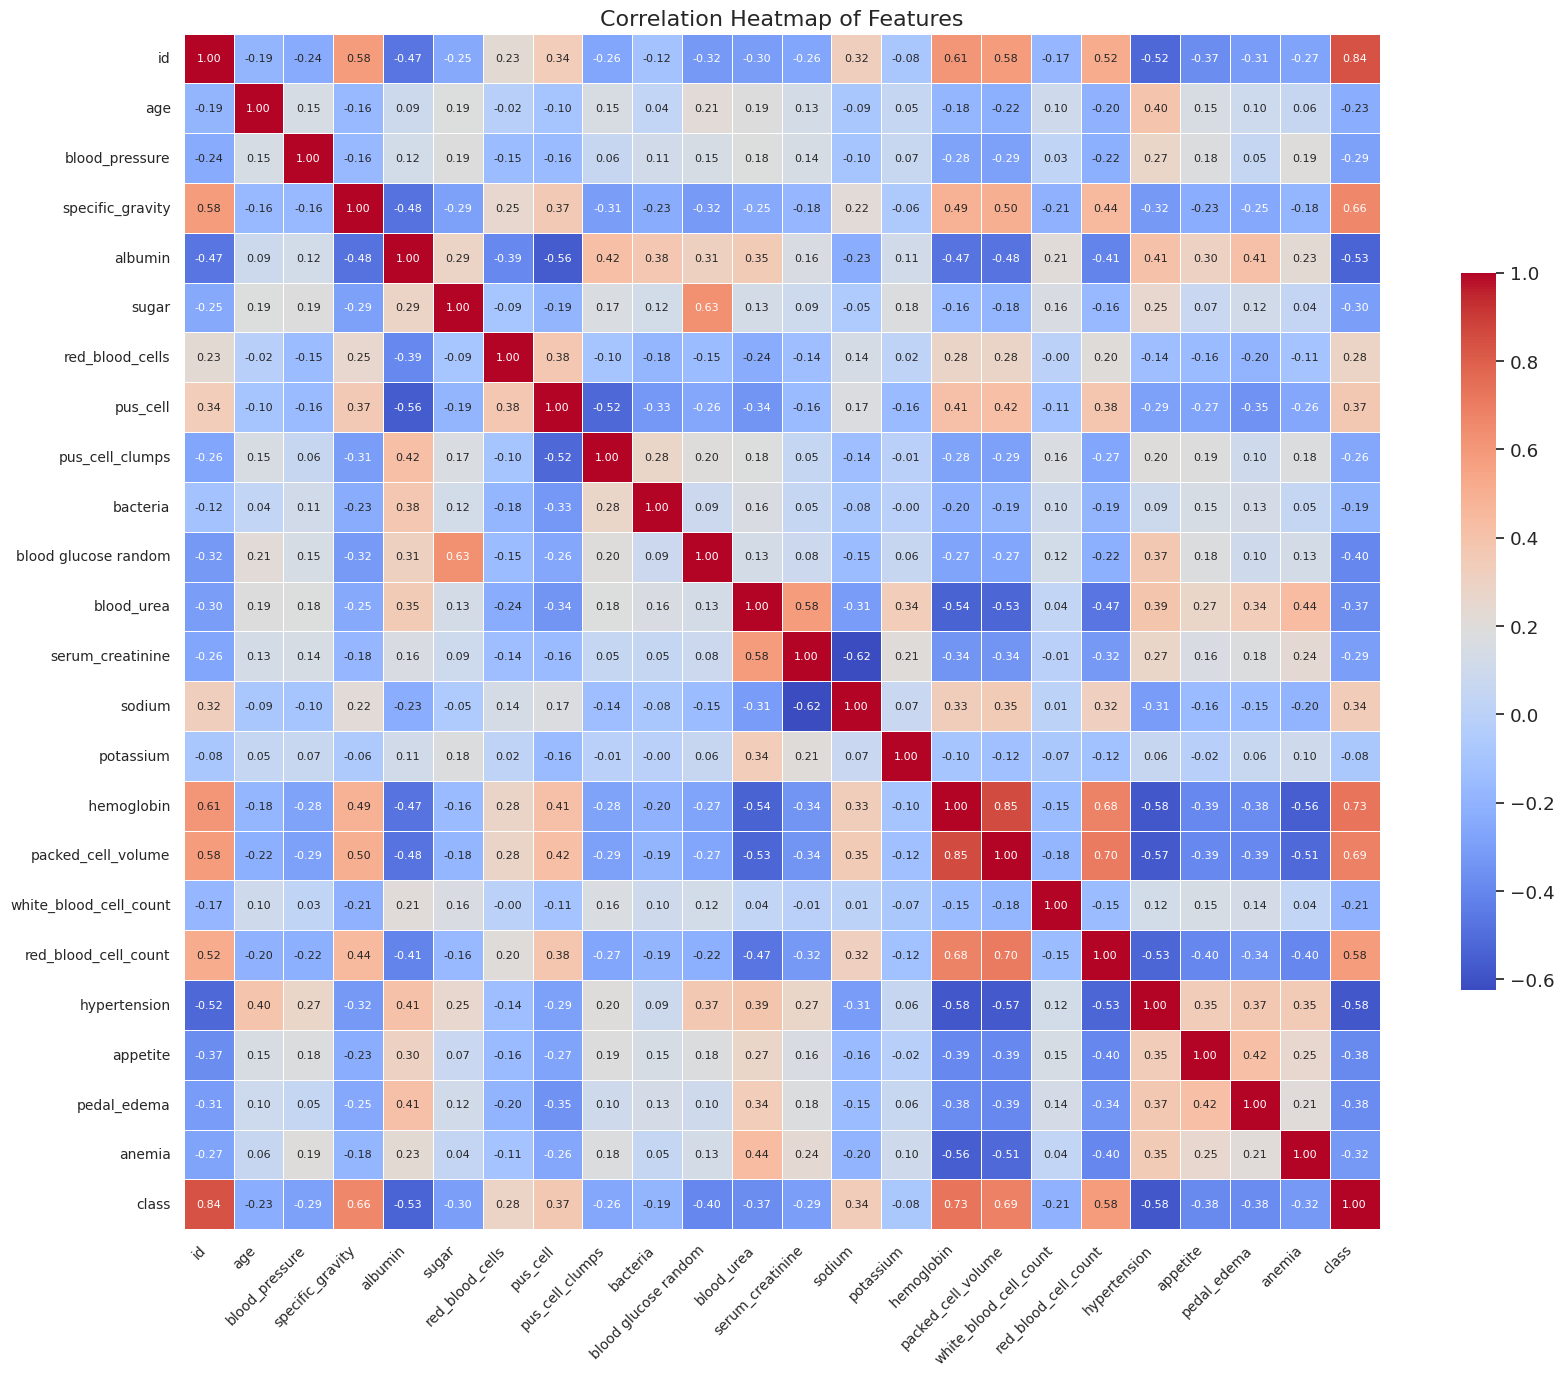 Correlation Heatmap of Features
id 1.00 -0.19 -0.24 0.58 -0.47 -0.25 0.23 0.34 -0.26 -0.12 -0.32 -0.30 -0.26 0.32 -0.08 0.61 0.58 -0.17 0.52 -0.52 -0.37 -0.31 -0.27 0.84
age -0.19 1.00 0.15 -0.16 0.09 0.19 -0.02 -0.10 0.15 0.04 0.21 0.19 0.13 -0.09 0.05 -0.18 -0.22 0.10 -0.20 0.40 0.15 0.10 0.06 -0.23
blood_pressure -0.24 0.15 1.00 -0.16 0.12 0.19 -0.15 -0.16 0.06 0.11 0.15 0.18 0.14 -0.10 0.07 -0.28 -0.29 0.03 -0.22 0.27 0.18 0.05 0.19 -0.29
specific_gravity 0.58 -0.16 -0.16 1.00 -0.48 -0.29 0.25 0.37 -0.31 -0.23 -0.32 -0.25 -0.18 0.22 -0.06 0.49 0.50 -0.21 0.44 -0.32 -0.23 -0.25 -0.18 0.66
albumin -0.47 0.09 0.12 -0.48 1.00 0.29 -0.39 -0.56 0.42 0.38 0.31 0.35 0.16 -0.23 0.11 -0.47 -0.48 0.21 -0.41 0.41 0.30 0.41 0.23 -0.53
sugar -0.25 0.19 0.19 -0.29 0.29 1.00 -0.09 -0.19 0.17 0.12 0.63 0.13 0.09 -0.05 0.18 -0.16 -0.18 0.16 -0.16 0.25 0.07 0.12 0.04 -0.30
red_blood_cells 0.23 -0.02 -0.15 0.25 -0.39 -0.09 1.00 0.38 -0.10 -0.18 -0.15 -0.24 -0.14 0.14 0.02 0.28 0.28 -0.00 0.20 -0.14 -0.16 -0.20 -0.11 0.28
pus_cell 0.34 -0.10 -0.16 0.37 -0.56 -0.19 0.38 1.00 -0.52 -0.33 -0.26 -0.34 -0.16 0.17 -0.16 0.41 0.42 -0.11 0.38 -0.29 -0.27 -0.35 -0.26 0.37
pus_cell_clumps -0.26 0.15 0.06 -0.31 0.42 0.17 -0.10 -0.52 1.00 0.28 0.20 0.18 0.05 -0.14 -0.01 -0.28 -0.29 0.16 -0.27 0.20 0.19 0.10 0.18 -0.26
bacteria -0.12 0.04 0.11 -0.23 0.38 0.12 -0.18 -0.33 0.28 1.00 0.09 0.16 0.05 -0.08 -0.00 -0.20 -0.19 0.10 -0.19 0.09 0.15 0.13 0.05 -0.19
blood glucose random -0.32 0.21 0.15 -0.32 0.31 0.63 -0.15 -0.26 0.20 0.09 1.00 0.13 0.08 -0.15 0.06 -0.27 -0.27 0.12 -0.22 0.37 0.18 0.10 0.13 -0.40
blood_urea -0.30 0.19 0.18 -0.25 0.35 0.13 -0.24 -0.34 0.18 0.16 0.13 1.00 0.58 -0.31 0.34 -0.54 -0.53 0.04 -0.47 0.39 0.27 0.34 0.44 -0.37
serum_creatinine -0.26 0.13 0.14 -0.18 0.16 0.09 -0.14 -0.16 0.05 0.05 0.08 0.58 1.00 -0.62 0.21 -0.34 -0.34 -0.01 -0.32 0.27 0.16 0.18 0.24 -0.29
sodium 0.32 -0.09 -0.10 0.22 -0.23 -0.05 0.14 0.17 -0.14 -0.08 -0.15 -0.31 -0.62 1.00 0.07 0.33 0.35 0.01 0.32 -0.31 -0.16 -0.15 -0.20 0.34
potassium -0.08 0.05 0.07 -0.06 0.11 0.18 0.02 -0.16 -0.01 -0.00 0.06 0.34 0.21 0.07 1.00 -0.10 -0.12 -0.07 -0.12 0.06 -0.02 0.06 0.10 -0.08
hemoglobin 0.61 -0.18 -0.28 0.49 -0.47 -0.16 0.28 0.41 -0.28 -0.20 -0.27 -0.54 -0.34 0.33 -0.10 1.00 0.85 -0.15 0.68 -0.58 -0.39 -0.38 -0.56 0.73
packed_cell_volume 0.58 -0.22 -0.29 0.50 -0.48 -0.18 0.28 0.42 -0.29 -0.19 -0.27 -0.53 -0.34 0.35 -0.12 0.85 1.00 -0.18 0.70 -0.57 -0.39 -0.39 -0.51 0.69
white_blood_cell_count -0.17 0.10 0.03 -0.21 0.21 0.16 -0.00 -0.11 0.16 0.10 0.12 0.04 -0.01 0.01 -0.07 -0.15 -0.18 1.00 -0.15 0.12 0.15 0.14 0.04 -0.21
red_blood_cell_count 0.52 -0.20 -0.22 0.44 -0.41 -0.16 0.20 0.38 -0.27 -0.19 -0.22 -0.47 -0.32 0.32 -0.12 0.68 0.70 -0.15 1.00 -0.53 -0.40 -0.34 -0.40 0.58
hypertension -0.52 0.40 0.27 -0.32 0.41 0.25 -0.14 -0.29 0.20 0.09 0.37 0.39 0.27 -0.31 0.06 -0.58 -0.57 0.12 -0.53 1.00 0.35 0.37 0.35 -0.58
appetite -0.37 0.15 0.18 -0.23 0.30 0.07 -0.16 -0.27 0.19 0.15 0.18 0.27 0.16 -0.16 -0.02 -0.39 -0.39 0.15 -0.40 0.35 1.00 0.42 0.25 -0.38
pedal_edema -0.31 0.10 0.05 -0.25 0.41 0.12 -0.20 -0.35 0.10 0.13 0.10 0.34 0.18 -0.15 0.06 -0.38 -0.39 0.14 -0.34 0.37 0.42 1.00 0.21 -0.38
anemia -0.27 0.06 0.19 -0.18 0.23 0.04 -0.11 -0.26 0.18 0.05 0.13 0.44 0.24 -0.20 0.10 -0.56 -0.51 0.04 -0.40 0.35 0.25 0.21 1.00 -0.32
class 0.84 -0.23 -0.29 0.66 -0.53 -0.30 0.28 0.37 -0.26 -0.19 -0.40 -0.37 -0.29 0.34 -0.08 0.73 0.69 -0.21 0.58 -0.58 -0.38 -0.38 -0.32 1.00
id age blood_pressure specific_gravity albumin sugar red_blood_cells pus_cell pus_cell_clumps bacteria blood glucose random blood_urea serum_creatinine sodium potassium hemoglobin packed_cell_volume white_blood_cell_count red_blood_cell_count hypertension appetite pedal_edema anemia class
1.0
0.8
0.6
0.4
0.2
0.0
−0.2
−0.4
−0.6